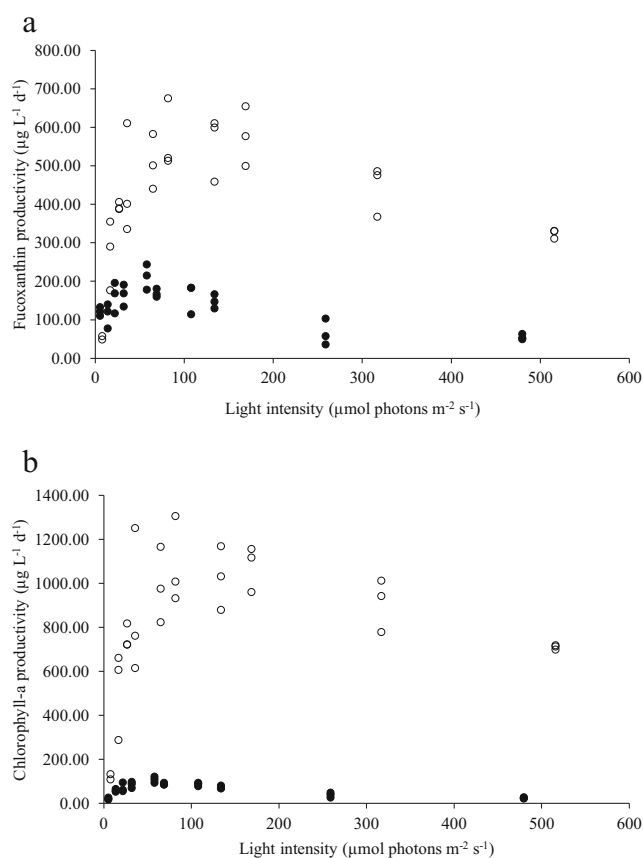 a
800.00
700.00
600.00
500.00
400.00
300.00
200.00
100.00
0.00
Fucoxanthin productivity (µg L⁻¹ d⁻¹)
0 100 200 300 400 500 600
Light intensity (µmol photons m⁻² s⁻¹)
b
1400.00
1200.00
1000.00
800.00
600.00
400.00
200.00
0.00
Chlorophyll-a productivity (µg L⁻¹ d⁻¹)
0 100 200 300 400 500 600
Light intensity (µmol photons m⁻² s⁻¹)